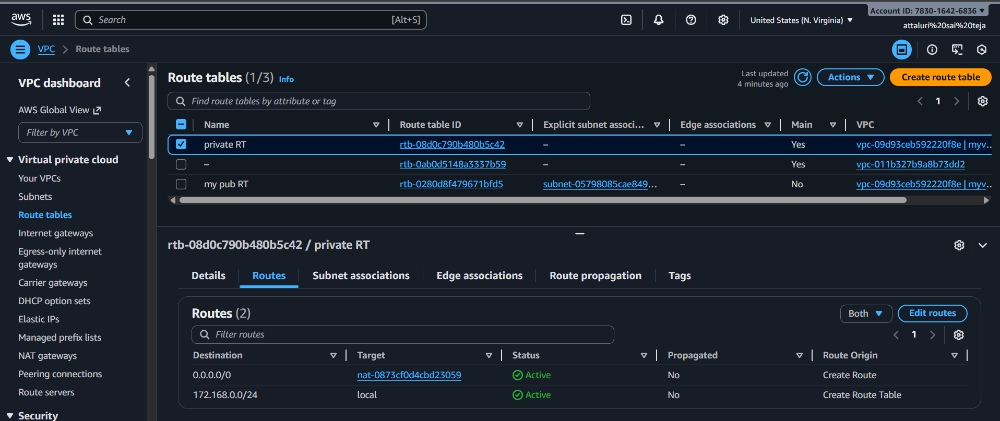 aws
Search
[Alt+S]
United States (N. Virginia)
Account ID: 7830-1642-6836
attaluri%20sai%20teja
VPC
Route tables
VPC dashboard
AWS Global View
Filter by VPC
Virtual private cloud
Your VPCs
Subnets
Route tables
Internet gateways
Egress-only internet
gateways
Carrier gateways
DHCP option sets
Elastic IPs
Managed prefix lists
NAT gateways
Peering connections
Route servers
Security
Route tables (1/3) Info
Last updated
4 minutes ago
Actions
Create route table
Find route tables by attribute or tag
1
Name Route table ID Explicit subnet associ... Edge associations Main VPC
private RT rtb-08d0c790b480b5c42 – – Yes vpc-09d93ceb592220f8e | myv...
– rtb-0ab0d5148a3337b59 – – Yes vpc-011b327b9a8b73dd2
my pub RT rtb-0280d8f479671bfd5 subnet-05798085cae849... – No vpc-09d93ceb592220f8e | myv...
rtb-08d0c790b480b5c42 / private RT
Details Routes Subnet associations Edge associations Route propagation Tags
Routes (2)
Both
Edit routes
Filter routes
1
Destination Target Status Propagated Route Origin
0.0.0.0/0 nat-0873cf0d4cbd23059 Active No Create Route
172.168.0.0/24 local Active No Create Route Table